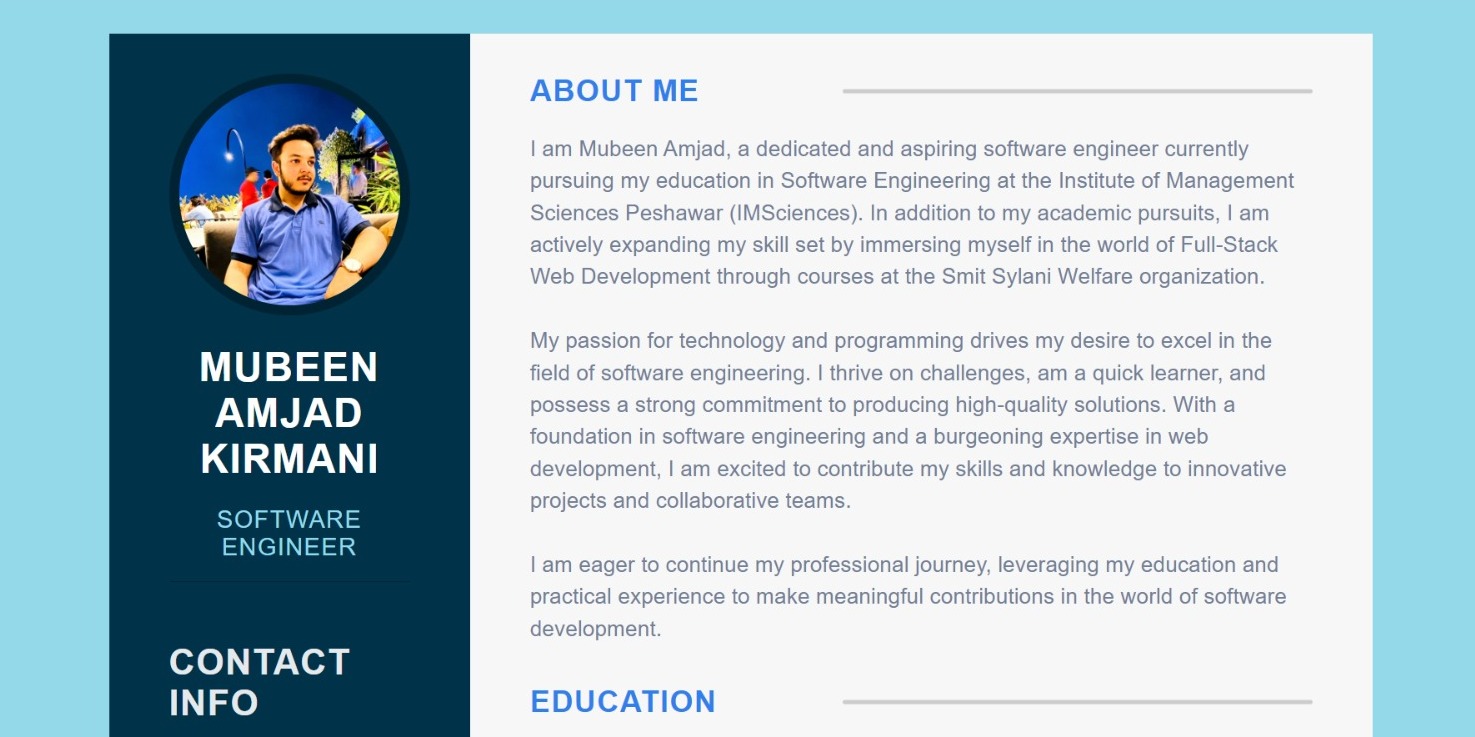 MUBEEN
AMJAD
KIRMANI
SOFTWARE
ENGINEER
CONTACT
INFO
ABOUT ME
I am Mubeen Amjad, a dedicated and aspiring software engineer currently
pursuing my education in Software Engineering at the Institute of Management
Sciences Peshawar (IMSciences). In addition to my academic pursuits, I am
actively expanding my skill set by immersing myself in the world of Full-Stack
Web Development through courses at the Smit Sylani Welfare organization.
My passion for technology and programming drives my desire to excel in the
field of software engineering. I thrive on challenges, am a quick learner, and
possess a strong commitment to producing high-quality solutions. With a
foundation in software engineering and a burgeoning expertise in web
development, I am excited to contribute my skills and knowledge to innovative
projects and collaborative teams.
I am eager to continue my professional journey, leveraging my education and
practical experience to make meaningful contributions in the world of software
development.
EDUCATION